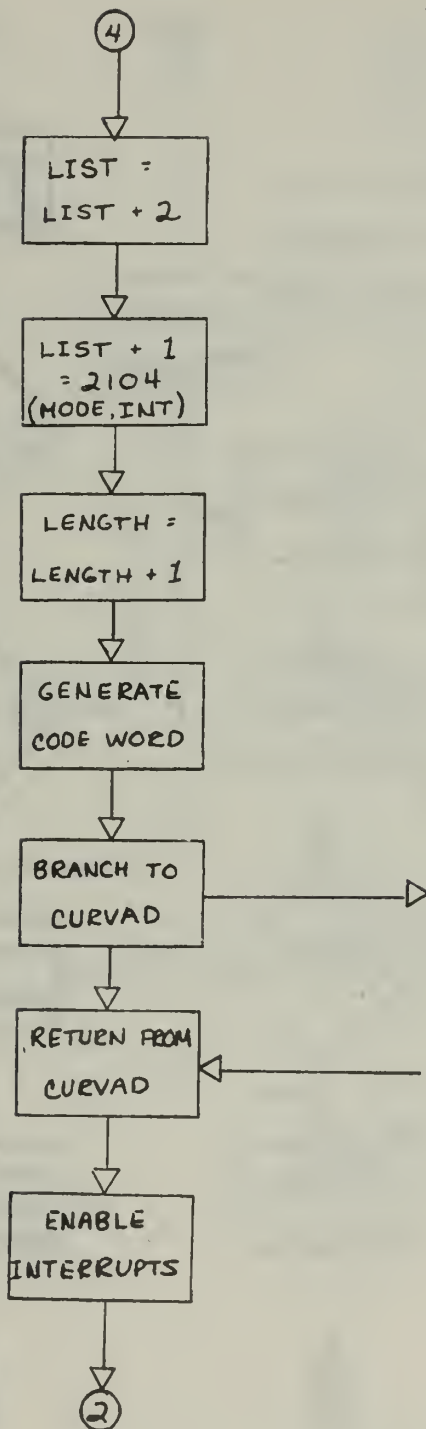 4
LIST =
LIST + 2
LIST + 1
= 2104
(MODE, INT)
LENGTH =
LENGTH + 1
GENERATE
CODE WORD
BRANCH TO
CURVAD
RETURN FROM
CURVAD
ENABLE
INTERRUPTS
2